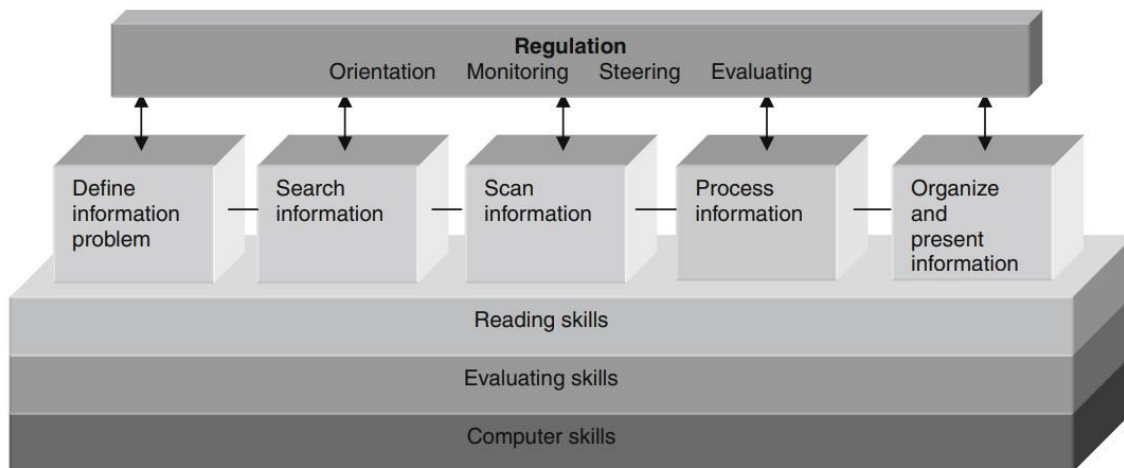 Regulation
Orientation Monitoring Steering Evaluating
Define
information
problem
Search
information
Scan
information
Process
information
Organize
and
present
information
Reading skills
Evaluating skills
Computer skills